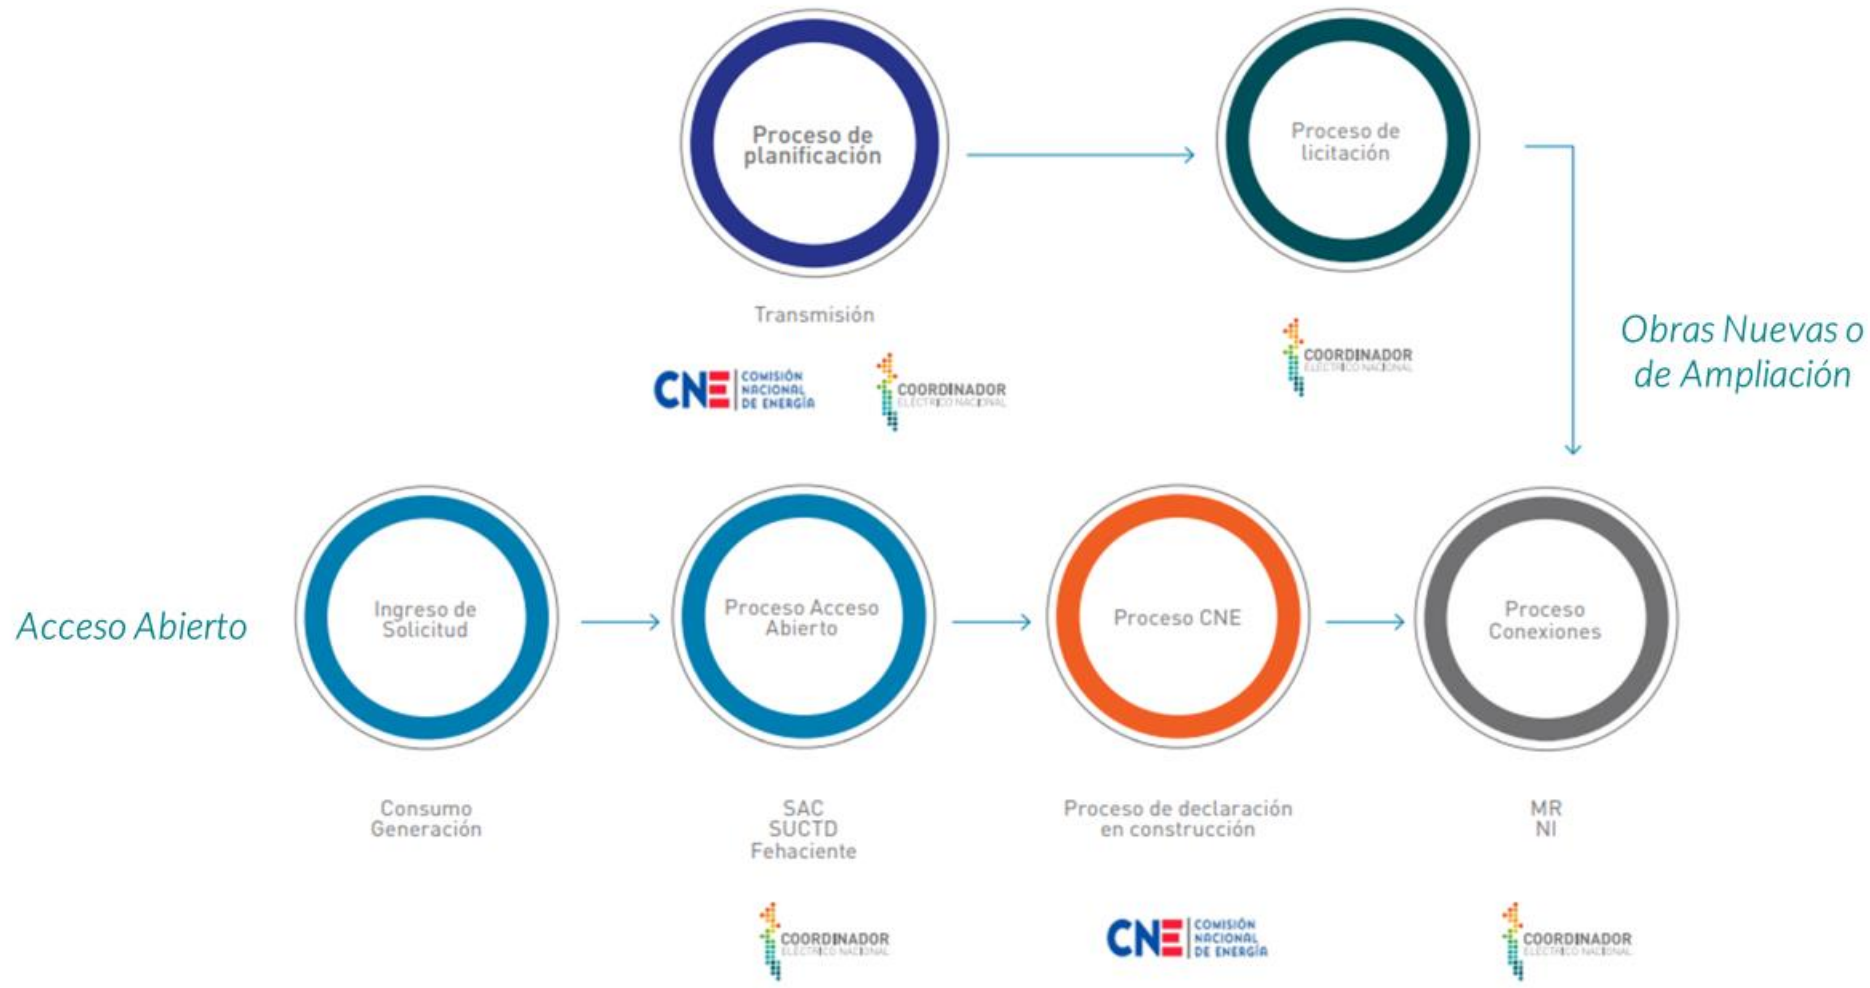 Proceso de
planificación
Proceso de
licitación
Transmisión
CNE
COMISIÓN
NACIONAL
DE ENERGÍA
COORDINADOR
ELÉCTRICO NACIONAL
COORDINADOR
ELÉCTRICO NACIONAL
Obras Nuevas o
de Ampliación
Acceso Abierto
Ingreso de
Solicitud
Proceso Acceso
Abierto
Proceso CNE
Proceso
Conexiones
Consumo
Generación
SAC
SUCTD
Fehaciente
Proceso de declaración
en construcción
MR
NI
COORDINADOR
ELÉCTRICO NACIONAL
CNE
COMISIÓN
NACIONAL
DE ENERGÍA
COORDINADOR
ELÉCTRICO NACIONAL